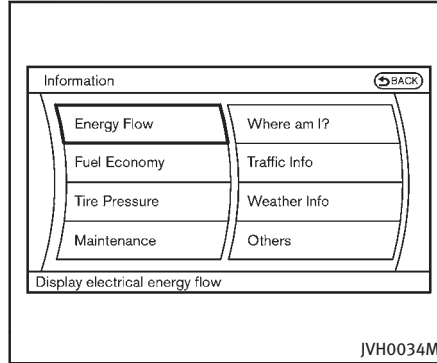 Information
BACK
Energy Flow
Where am I?
Fuel Economy
Traffic Info
Tire Pressure
Weather Info
Maintenance
Others
Display electrical energy flow
JVH0034M